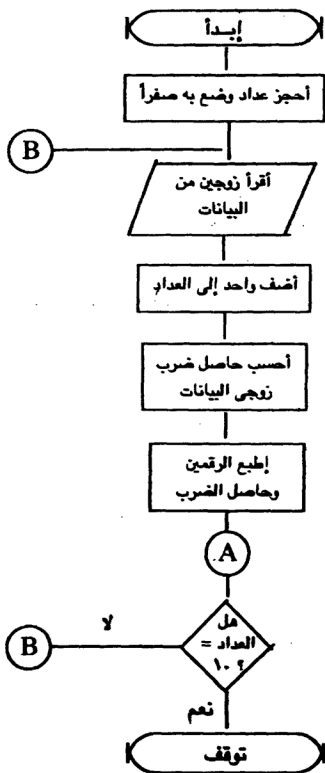 إبدأ
أحجز عداد وضع به صفراً
B
أقرأ زوجين من
البيانات
أضف واحد إلى العداد
أحسب حاصل ضرب
زوجى البيانات
إطبع الرقمين
وحاصل الضرب
A
هل
العداد =
١٠ ؟
لا
B
نعم
توقف